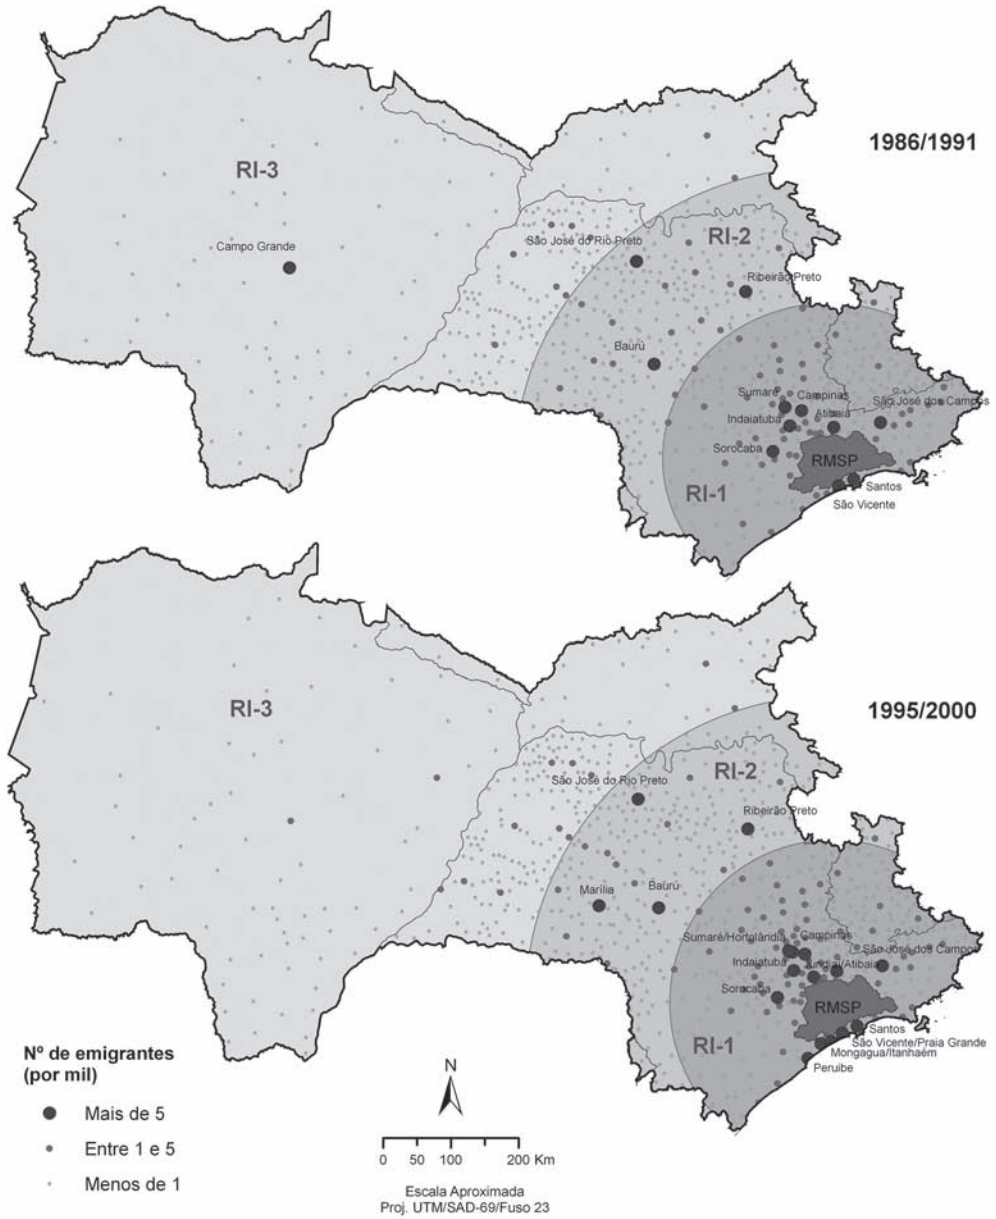 1986/1991
RI-3
Campo Grande
São José do Rio Preto
RI-2
Ribeirão Preto
Baurú
Sumaré
Campinas
São José dos Campos
Indaiatuba
Atibaia
Sorocaba
RMSP
Santos
RI-1
São Vicente
1995/2000
RI-3
RI-2
São José do Rio Preto
Ribeirão Preto
Marília
Baurú
Sumaré/Hortolândia
Campinas
São José dos Campos
Indaiatuba
Jundiaí/Atibaia
Sorocaba
RMSP
Santos
RI-1
São Vicente/Praia Grande
Mongaguá/Itanhaém
Peruíbe
Nº de emigrantes
(por mil)
Mais de 5
Entre 1 e 5
Menos de 1
N
0 50 100 200 Km
Escala Aproximada
Proj. UTM/SAD-69/Fuso 23